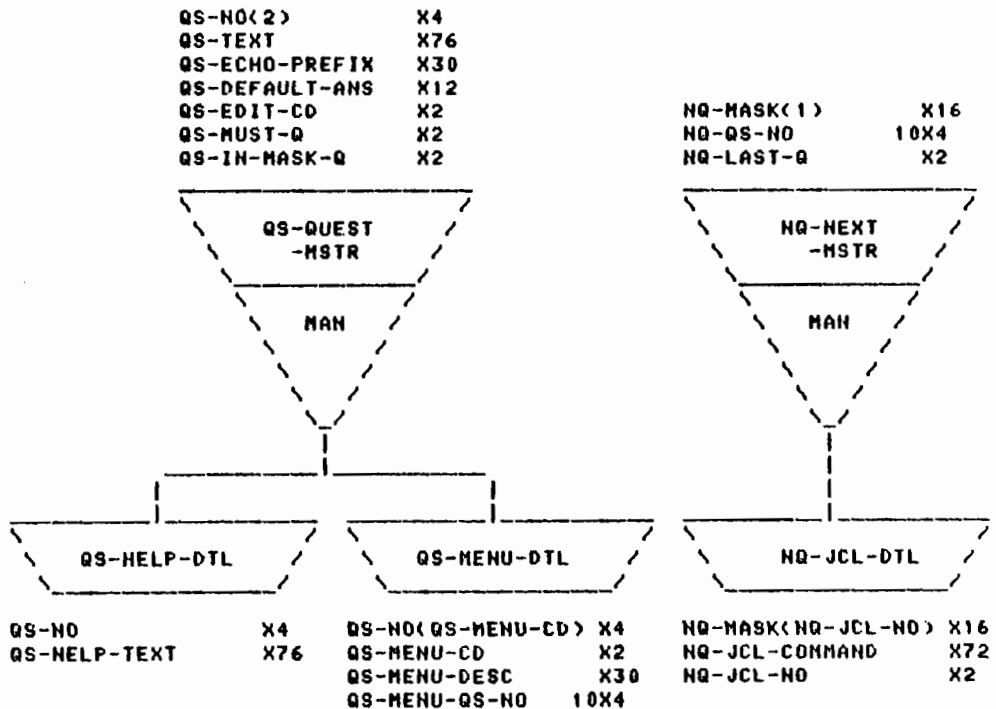 QS-NO(2) X4
QS-TEXT X76
QS-ECHO-PREFIX X30
QS-DEFAULT-ANS X12
QS-EDIT-CD X2
QS-MUST-Q X2
QS-IN-MASK-Q X2
NQ-MASK(1) X16
NQ-QS-NO 10X4
NQ-LAST-Q X2
QS-QUEST
-MSTR
MAN
NQ-NEXT
-MSTR
MAN
QS-HELP-DTL
QS-MENU-DTL
NQ-JCL-DTL
QS-NO X4
QS-HELP-TEXT X76
QS-NO(QS-MENU-CD) X4
QS-MENU-CD X2
QS-MENU-DESC X30
QS-MENU-QS-NO 10X4
NQ-MASK(NQ-JCL-NO) X16
NQ-JCL-COMMAND X72
NQ-JCL-NO X2